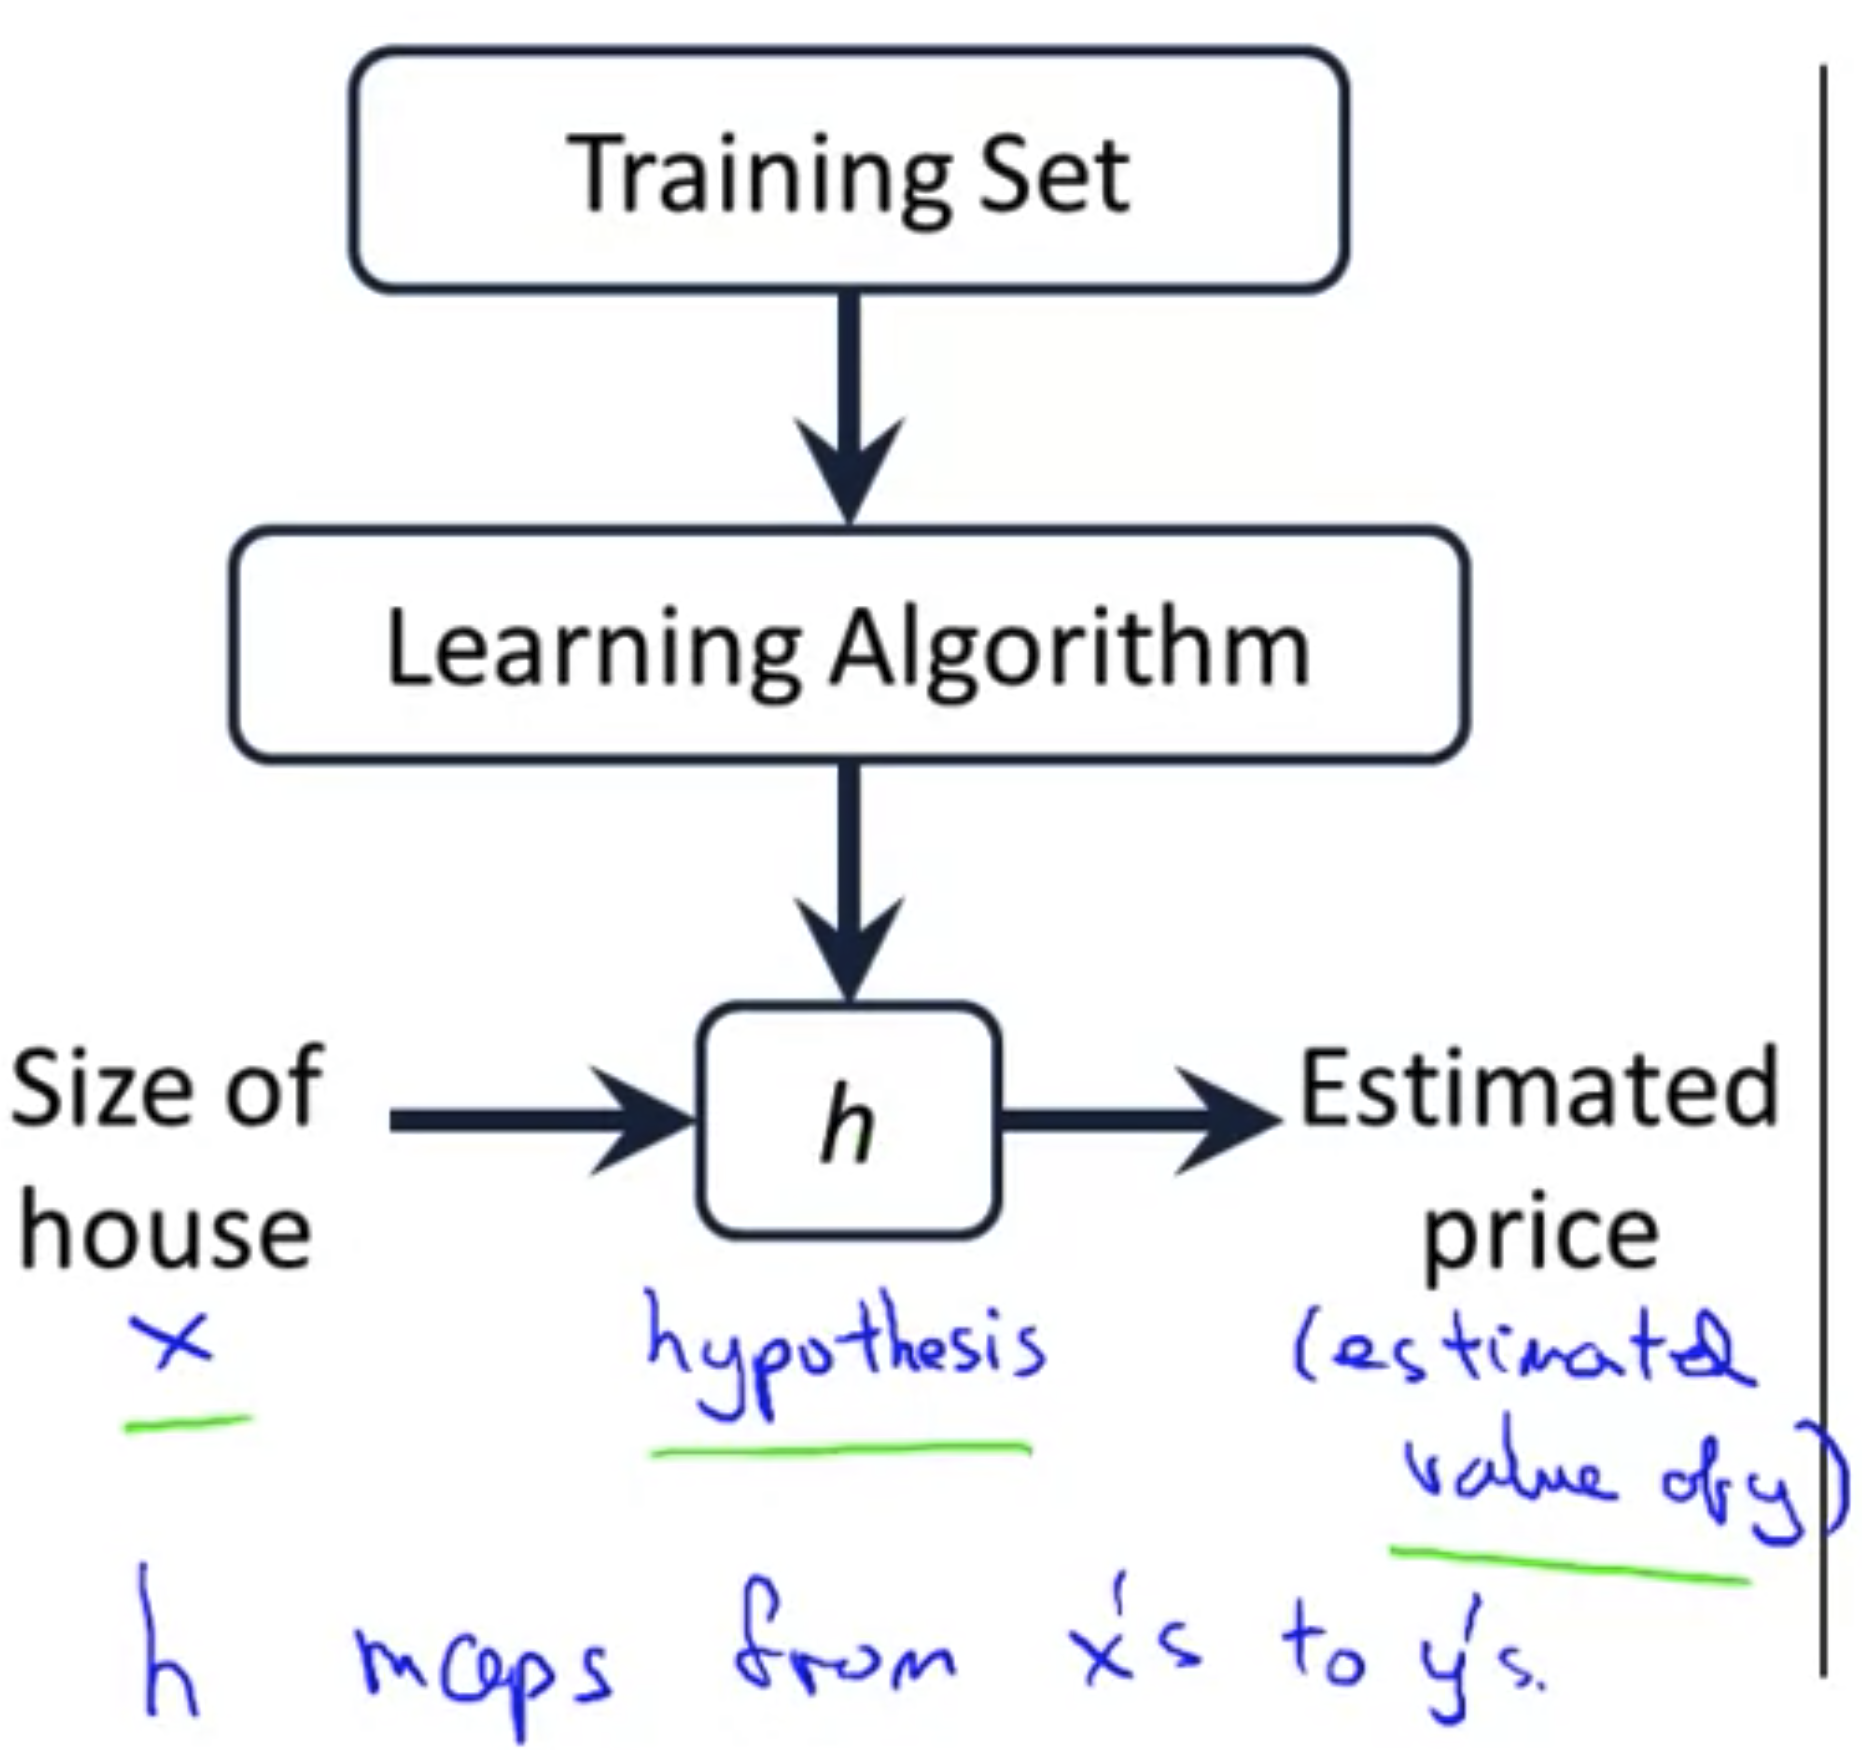 Training Set
Learning Algorithm
Size of
house
h
Estimated
price
x
hypothesis
(estimated
value of y)
h maps from x's to y's.